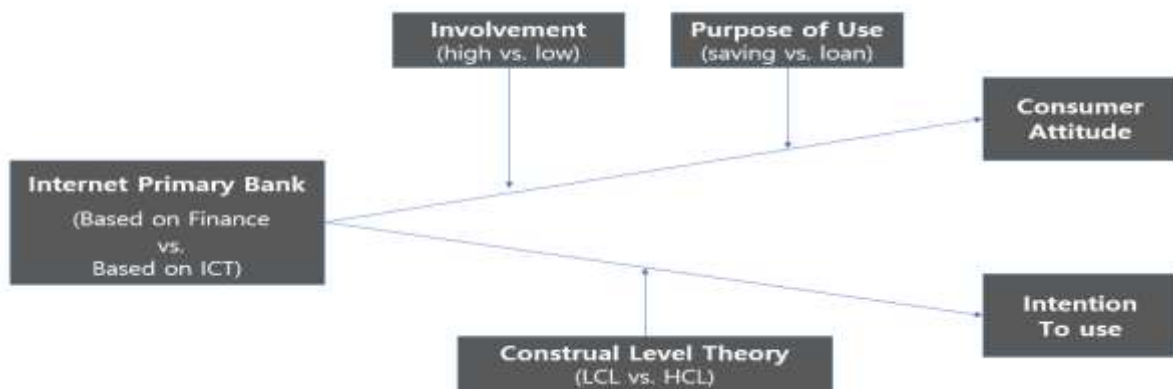 Involvement
(high vs. low)
Purpose of Use
(saving vs. loan)
Consumer
Attitude
Internet Primary Bank
(Based on Finance
vs.
Based on ICT)
Intention
To use
Construal Level Theory
(LCL vs. HCL)